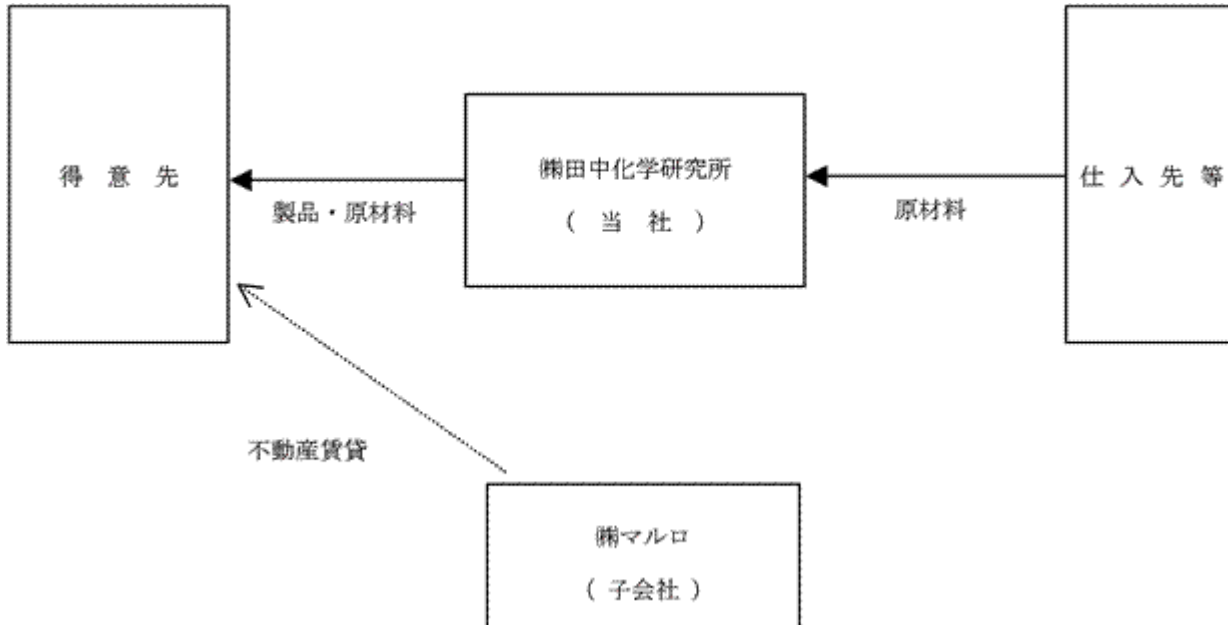 得意先
㈱田中化学研究所
(当社)
仕入先等
製品・原材料
原材料
不動産賃貸
㈱マルロ
(子会社)